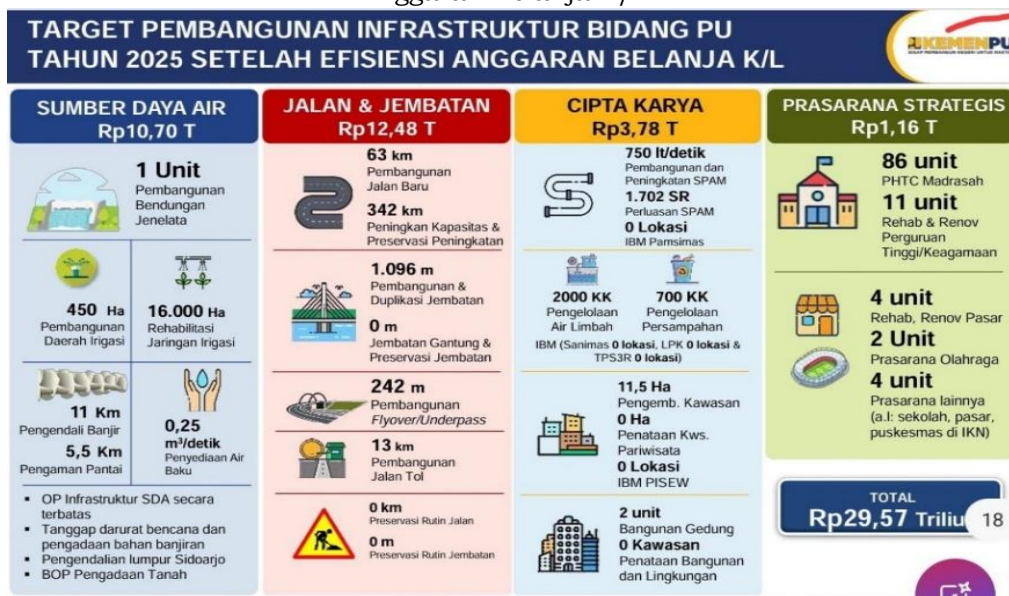 TARGET PEMBANGUNAN INFRASTRUKTUR BIDANG PU
TAHUN 2025 SETELAH EFISIENSI ANGGARAN BELANJA K/L
KEMENPU
SUMBER DAYA AIR
Rp10,70 T
1 Unit
Pembangunan
Bendungan
Jenelata
450 Ha
Pembangunan
Daerah Irigasi
16.000 Ha
Rehabilitasi
Jaringan Irigasi
11 Km
Pengendali Banjir
5,5 Km
Pengaman Pantai
0,25
m³/detik
Penyediaan Air
Baku
▪ OP Infrastruktur SDA secara
terbatas
▪ Tanggap darurat bencana dan
pengadaan bahan banjiran
▪ Pengendalian lumpur Sidoarjo
▪ BOP Pengadaan Tanah
JALAN & JEMBATAN
Rp12,48 T
63 km
Pembangunan
Jalan Baru
342 km
Peningkan Kapasitas &
Preservasi Peningkatan
1.096 m
Pembangunan &
Duplikasi Jembatan
0 m
Jembatan Gantung &
Preservasi Jembatan
242 m
Pembangunan
Flyover/Underpass
13 km
Pembangunan
Jalan Tol
0 km
Preservasi Rutin Jalan
0 m
Preservasi Rutin Jembatan
CIPTA KARYA
Rp3,78 T
750 lt/detik
Pembangunan dan
Peningkatan SPAM
1.702 SR
Perluasan SPAM
0 Lokasi
IBM Pamsimas
2000 KK
Pengelolaan
Air Limbah
700 KK
Pengelolaan
Persampahan
IBM (Sanimas 0 lokasi, LPK 0 lokasi &
TPS3R 0 lokasi)
11,5 Ha
Pengemb. Kawasan
0 Ha
Penataan Kws.
Pariwisata
0 Lokasi
IBM PISEW
2 unit
Bangunan Gedung
0 Kawasan
Penataan Bangunan
dan Lingkungan
PRASARANA STRATEGIS
Rp1,16 T
86 unit
PHTC Madrasah
11 unit
Rehab & Renov
Perguruan
Tinggi/Keagamaan
4 unit
Rehab, Renov Pasar
2 Unit
Prasarana Olahraga
4 unit
Prasarana lainnya
(a.l: sekolah, pasar,
puskesmas di IKN)
TOTAL
Rp29,57 Triliu
18